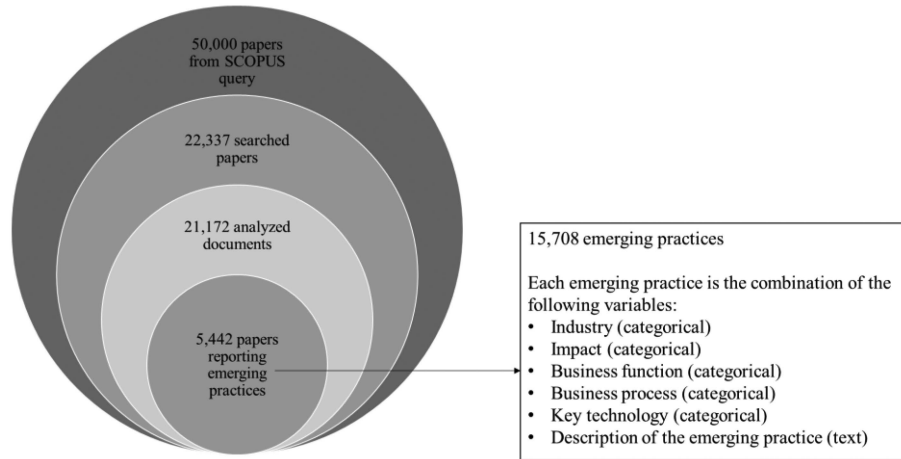 50,000 papers
from SCOPUS
query
22,337 searched
papers
21,172 analyzed
documents
5,442 papers
reporting
emerging
practices
15,708 emerging practices
Each emerging practice is the combination of the
following variables:
• Industry (categorical)
• Impact (categorical)
• Business function (categorical)
• Business process (categorical)
• Key technology (categorical)
• Description of the emerging practice (text)